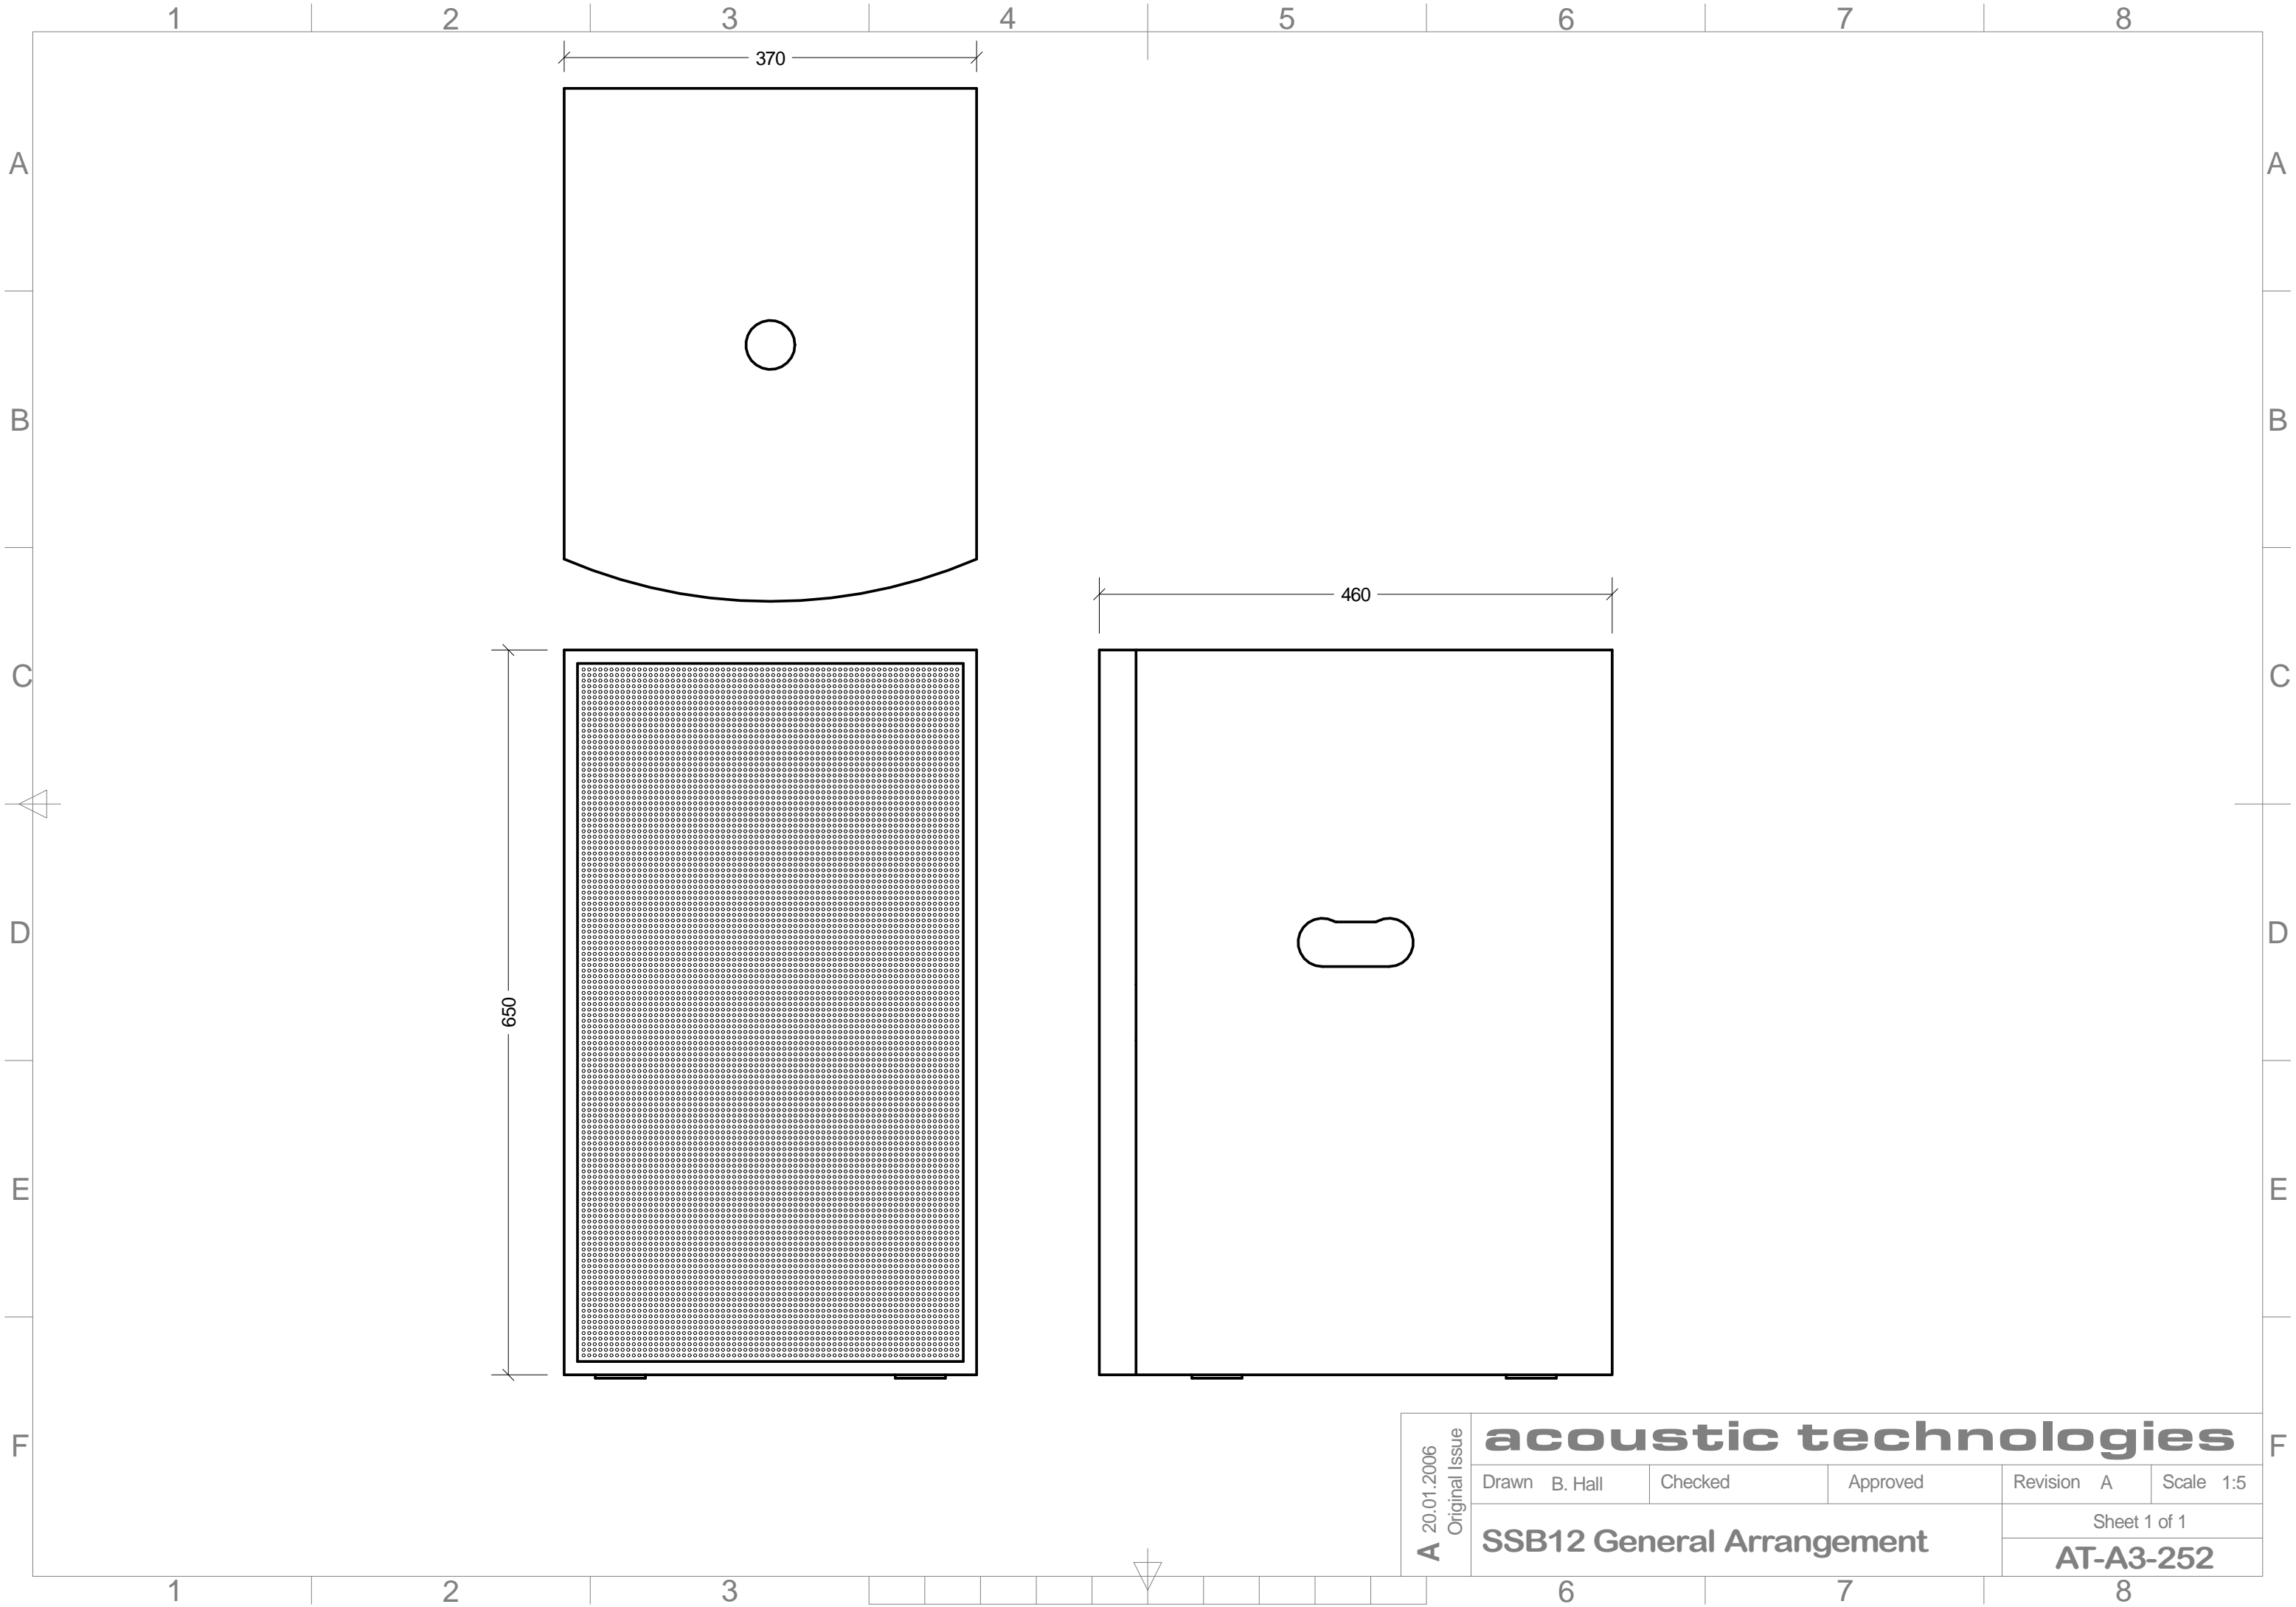 1 2 3 4 5 6 7 8
370
A A
B B
460
C C
D D
650
E E
F F
A 20.01.2006
Original Issue
acoustic technologies
Drawn B. Hall Checked Approved Revision A Scale 1:5
SSB12 General Arrangement
Sheet 1 of 1
AT-A3-252
1 2 3 6 7 8